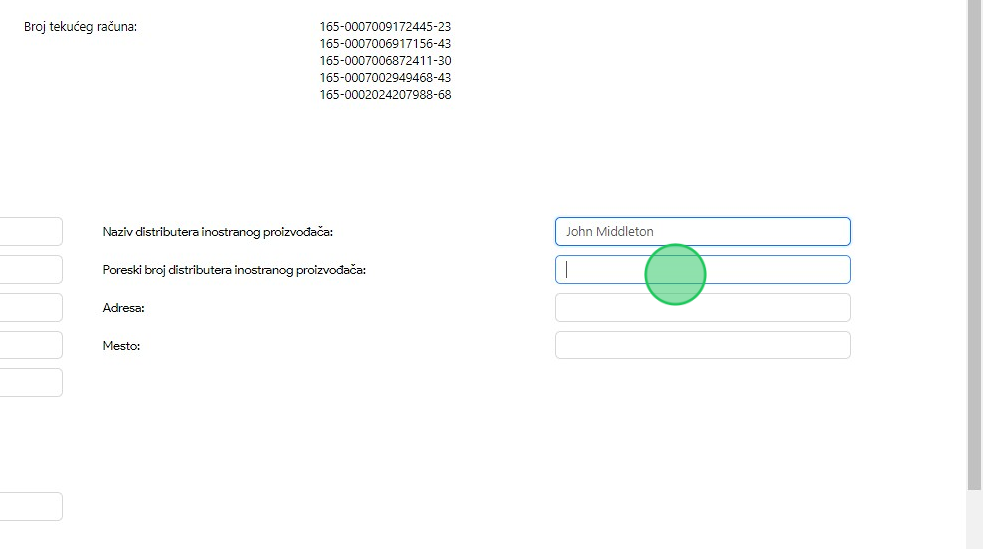 Broj tekućeg računa:
165-0007009172445-23
165-0007006917156-43
165-0007006872411-30
165-0007002949468-43
165-0002024207988-68
Naziv distributera inostranog proizvođača:
John Middleton
Poreski broj distributera inostranog proizvođača:
Adresa:
Mesto: